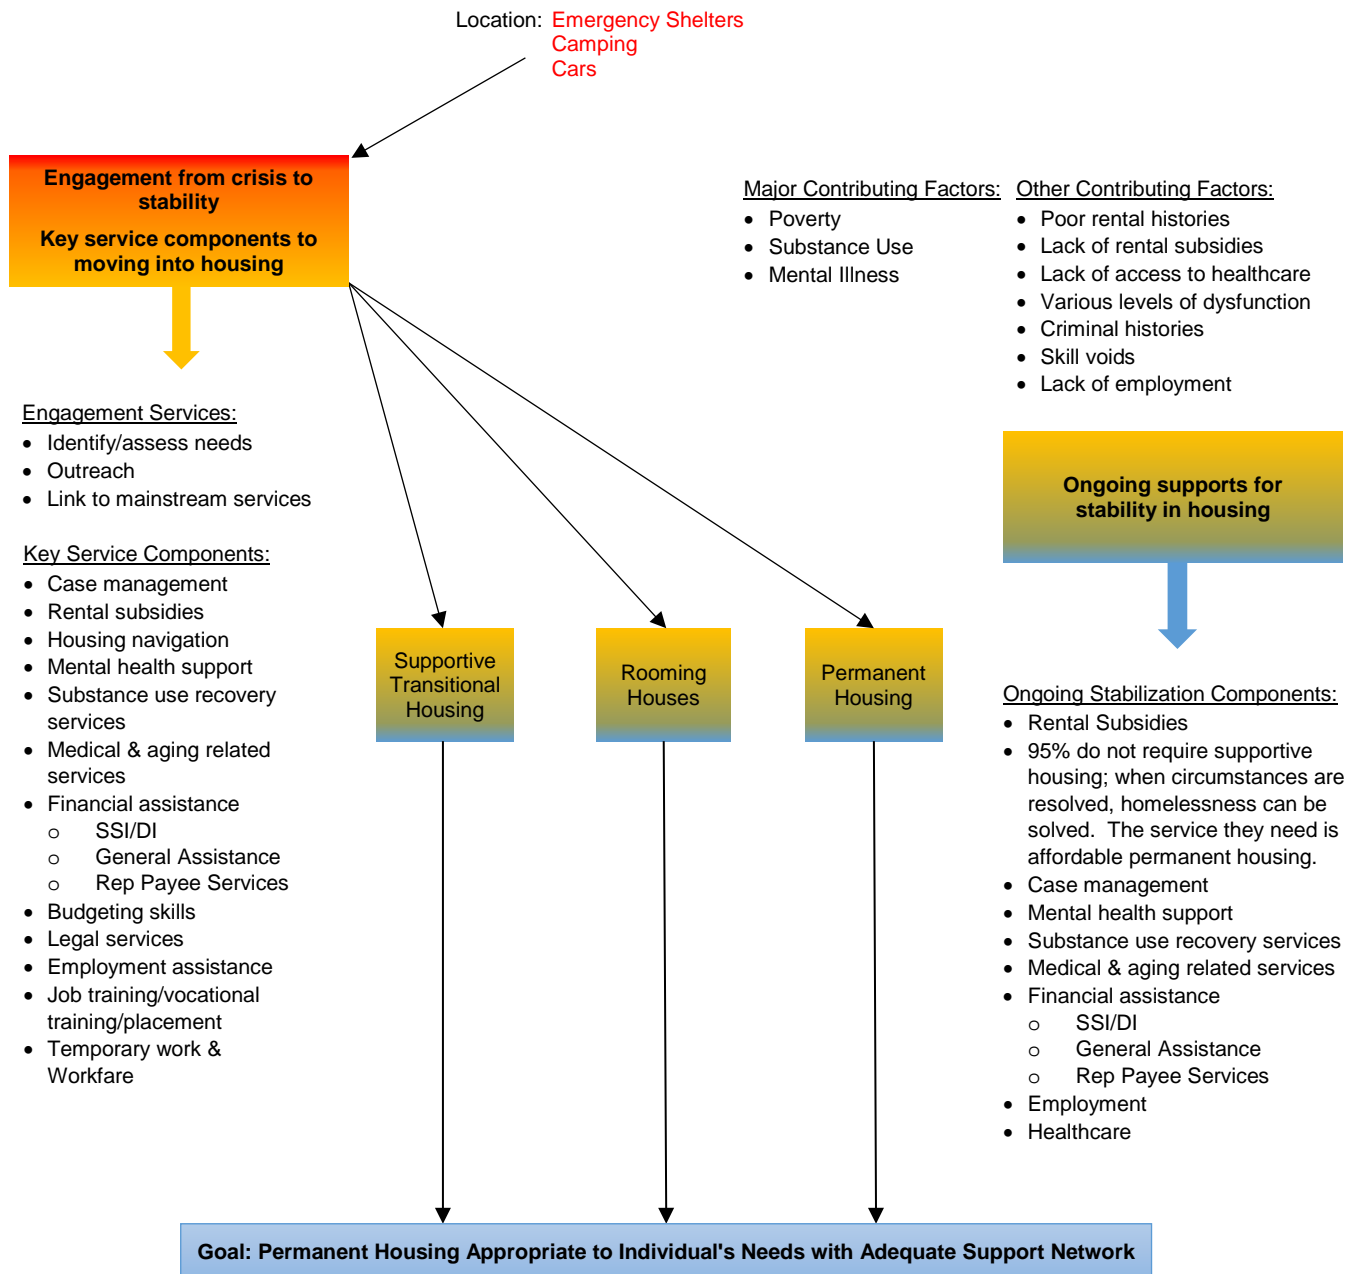 Location: Emergency Shelters
Camping
Cars
Engagement from crisis to
stability
Key service components to
moving into housing
Major Contributing Factors:
• Poverty
• Substance Use
• Mental Illness
Other Contributing Factors:
• Poor rental histories
• Lack of rental subsidies
• Lack of access to healthcare
• Various levels of dysfunction
• Criminal histories
• Skill voids
• Lack of employment
Engagement Services:
• Identify/assess needs
• Outreach
• Link to mainstream services
Key Service Components:
• Case management
• Rental subsidies
• Housing navigation
• Mental health support
• Substance use recovery
services
• Medical & aging related
services
• Financial assistance
o SSI/DI
o General Assistance
o Rep Payee Services
• Budgeting skills
• Legal services
• Employment assistance
• Job training/vocational
training/placement
• Temporary work &
Workfare
Supportive
Transitional
Housing
Rooming
Houses
Permanent
Housing
Ongoing supports for
stability in housing
Ongoing Stabilization Components:
• Rental Subsidies
• 95% do not require supportive
housing; when circumstances are
resolved, homelessness can be
solved.  The service they need is
affordable permanent housing.
• Case management
• Mental health support
• Substance use recovery services
• Medical & aging related services
• Financial assistance
o SSI/DI
o General Assistance
o Rep Payee Services
• Employment
• Healthcare
Goal: Permanent Housing Appropriate to Individual's Needs with Adequate Support Network